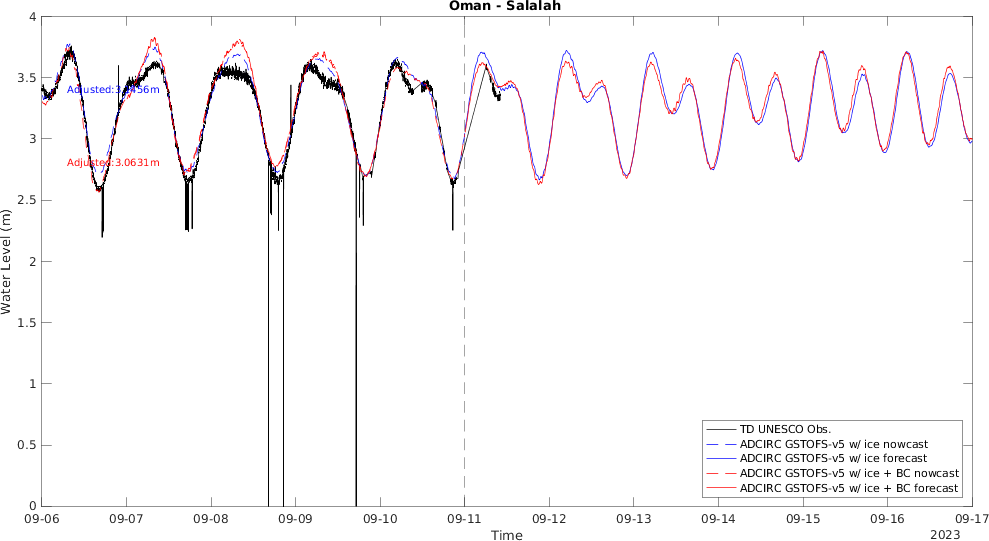 Oman - Salalah
Water Level (m)
4
3.5
3
2.5
2
1.5
1
0.5
0
Adjusted:3.0631m
TD UNESCO Obs.
ADCIRC GSTOFS-v5 w/ ice nowcast
ADCIRC GSTOFS-v5 w/ ice forecast
ADCIRC GSTOFS-v5 w/ ice + BC nowcast
ADCIRC GSTOFS-v5 w/ ice + BC forecast
09-06 09-07 09-08 09-09 09-10 09-11 09-12 09-13 09-14 09-15 09-16 09-17
Time
2023